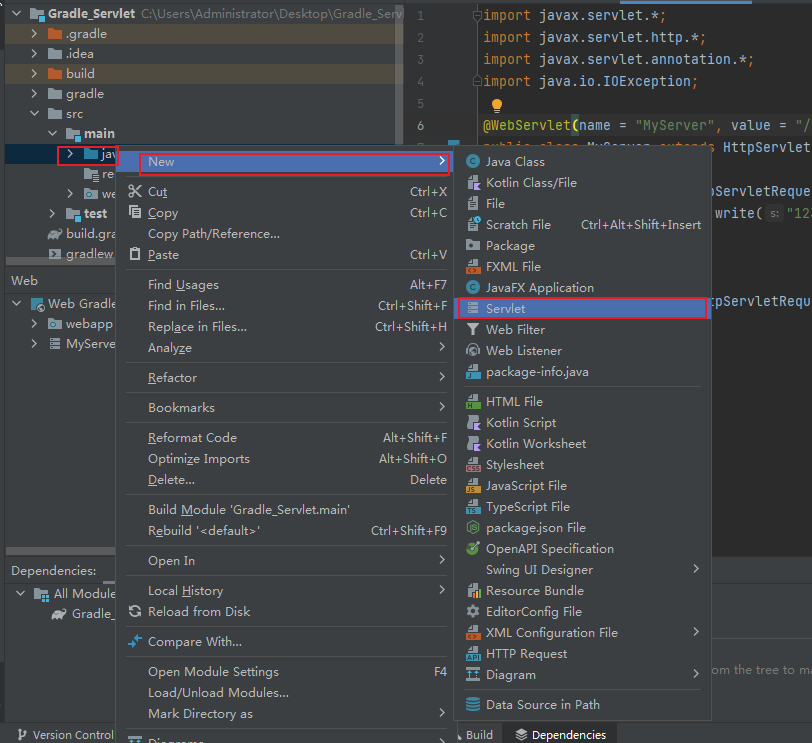 Gradle_Servlet C:\Users\Administrator\Desktop\Gradle_Serv
.gradle
.idea
build
gradle
src
main
jav
re
we
test
build.gra
gradlew
Web
Web Gradle
webapp
MyServe
Dependencies:
All Module
Gradle_
Version Control
1 import javax.servlet.*;
2 import javax.servlet.http.*;
3 import javax.servlet.annotation.*;
4 import java.io.IOException;
5
6 @WebServlet(name = "MyServer", value = "/
public class MyServer extends HttpServlet
pServletReque
write( s: "123
tpServletRequ
New
Cut Ctrl+X
Copy Ctrl+C
Copy Path/Reference...
Paste Ctrl+V
Find Usages Alt+F7
Find in Files... Ctrl+Shift+F
Replace in Files... Ctrl+Shift+H
Analyze
Refactor
Bookmarks
Reformat Code Alt+Shift+F
Optimize Imports Alt+Shift+O
Delete... Delete
Build Module 'Gradle_Servlet.main'
Rebuild '<default>' Ctrl+Shift+F9
Open In
Local History
Reload from Disk
Compare With...
Open Module Settings F4
Load/Unload Modules...
Mark Directory as
Diagrams
Java Class
Kotlin Class/File
File
Scratch File Ctrl+Alt+Shift+Insert
Package
FXML File
JavaFX Application
Servlet
Web Filter
Web Listener
package-info.java
HTML File
Kotlin Script
Kotlin Worksheet
Stylesheet
JavaScript File
TypeScript File
package.json File
OpenAPI Specification
Swing UI Designer
Resource Bundle
EditorConfig File
XML Configuration File
HTTP Request
Diagram
Data Source in Path
om the tree to ma
Build
Dependencies